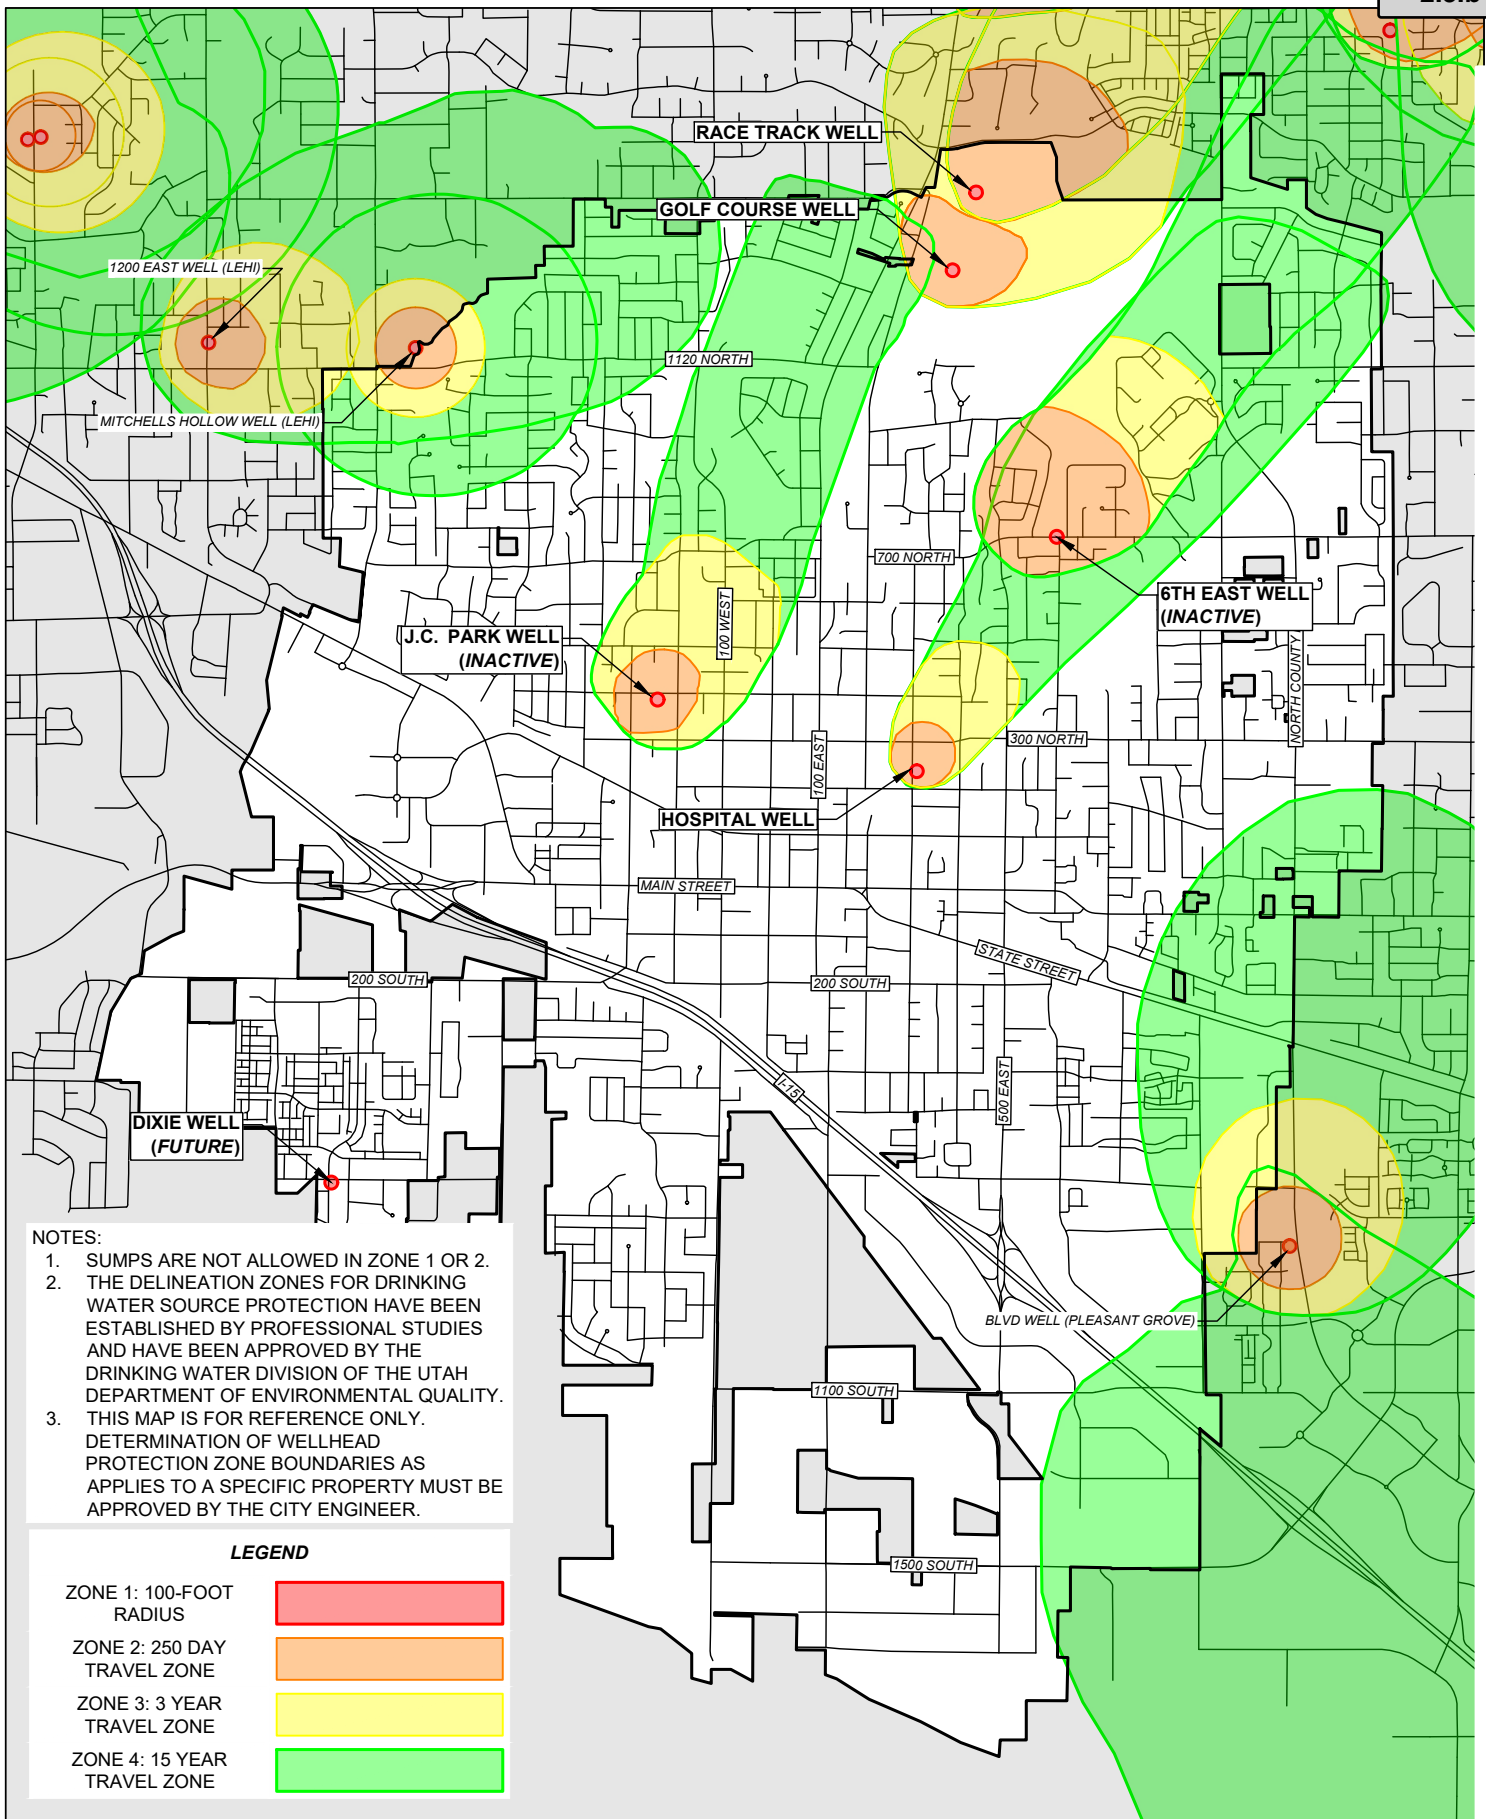 RACE TRACK WELL
GOLF COURSE WELL
1200 EAST WELL (LEHI)
1120 NORTH
MITCHELLS HOLLOW WELL (LEHI)
700 NORTH
6TH EAST WELL
(INACTIVE)
100 WEST
J.C. PARK WELL
(INACTIVE)
NORTH COUNTY
300 NORTH
100 EAST
HOSPITAL WELL
MAIN STREET
STATE STREET
200 SOUTH
200 SOUTH
I-15
500 EAST
DIXIE WELL
(FUTURE)
BLVD WELL (PLEASANT GROVE)
1100 SOUTH
1500 SOUTH
NOTES:
1. SUMPS ARE NOT ALLOWED IN ZONE 1 OR 2.
2. THE DELINEATION ZONES FOR DRINKING
WATER SOURCE PROTECTION HAVE BEEN
ESTABLISHED BY PROFESSIONAL STUDIES
AND HAVE BEEN APPROVED BY THE
DRINKING WATER DIVISION OF THE UTAH
DEPARTMENT OF ENVIRONMENTAL QUALITY.
3. THIS MAP IS FOR REFERENCE ONLY.
DETERMINATION OF WELLHEAD
PROTECTION ZONE BOUNDARIES AS
APPLIES TO A SPECIFIC PROPERTY MUST BE
APPROVED BY THE CITY ENGINEER.
LEGEND
ZONE 1: 100-FOOT
RADIUS
ZONE 2: 250 DAY
TRAVEL ZONE
ZONE 3: 3 YEAR
TRAVEL ZONE
ZONE 4: 15 YEAR
TRAVEL ZONE